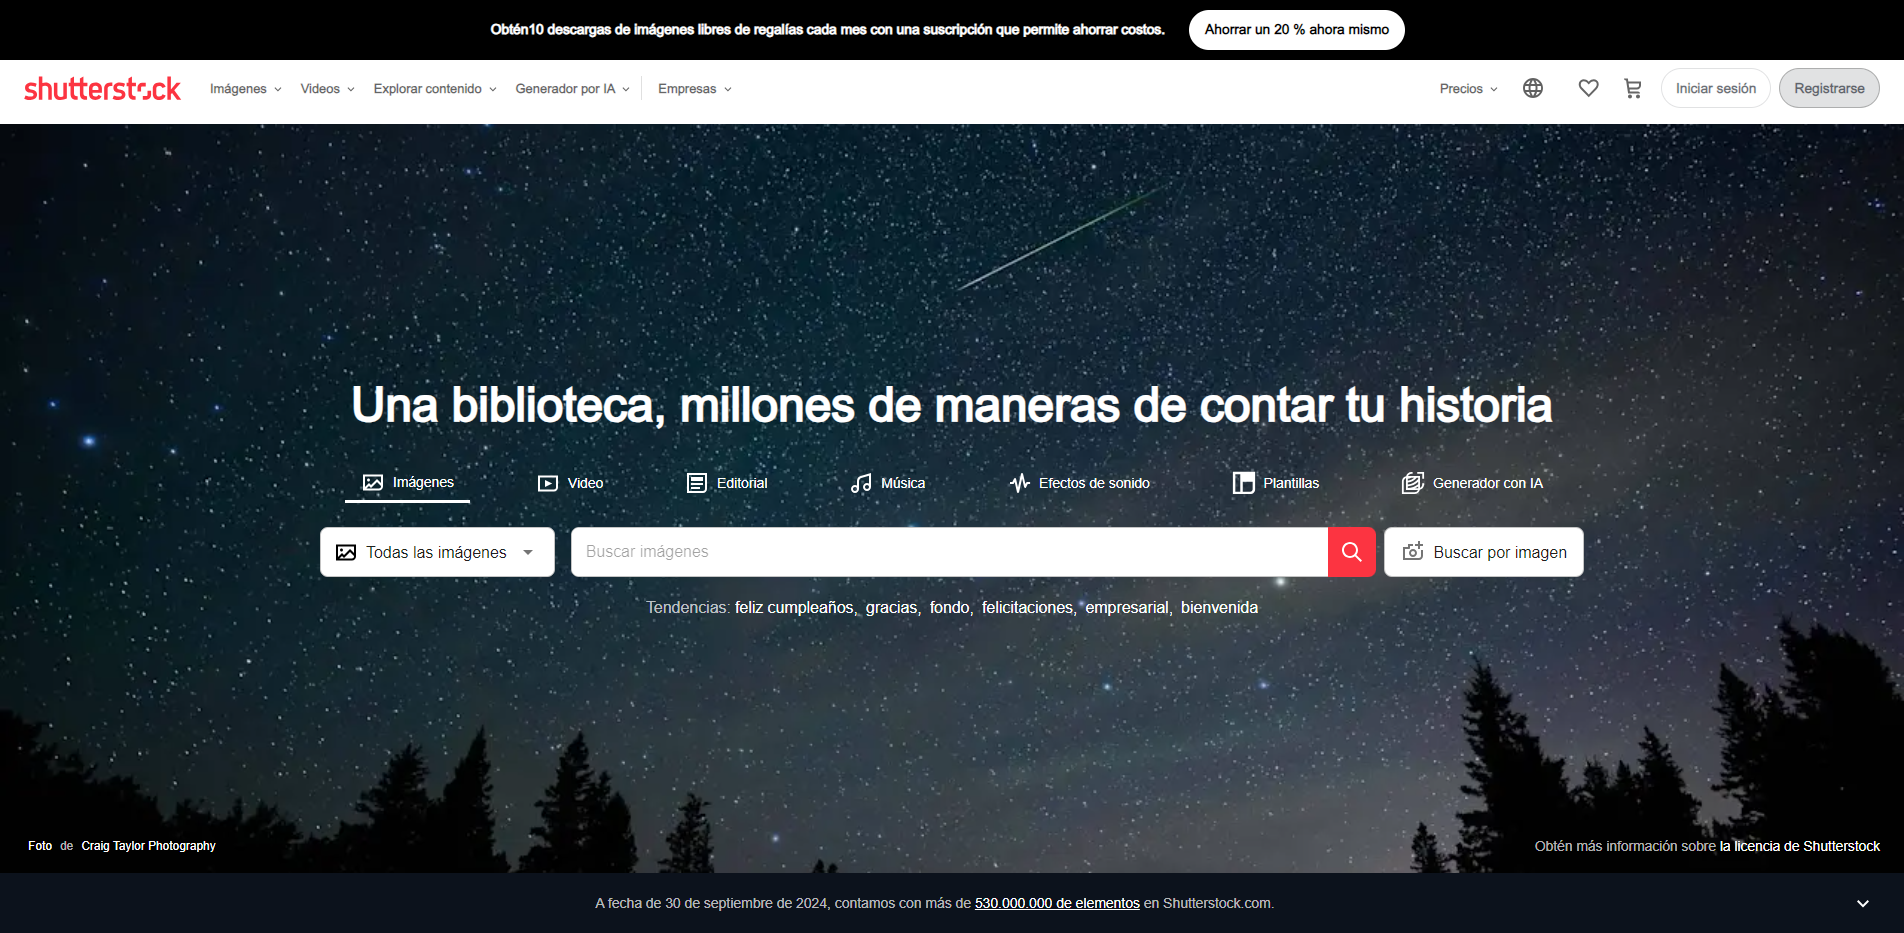 Obtén10 descargas de imágenes libres de regalías cada mes con una suscripción que permite ahorrar costos. Ahorrar un 20 % ahora mismo
shutterstock Imágenes Videos Explorar contenido Generador por IA Empresas Precios Iniciar sesión Registrarse
Una biblioteca, millones de maneras de contar tu historia
Imágenes Video Editorial Música Efectos de sonido Plantillas Generador con IA
Todas las imágenes Buscar imágenes Buscar por imagen
Tendencias: feliz cumpleaños, gracias, fondo, felicitaciones, empresarial, bienvenida
Foto de Craig Taylor Photography Obtén más información sobre la licencia de Shutterstock
A fecha de 30 de septiembre de 2024, contamos con más de 530.000.000 de elementos en Shutterstock.com.